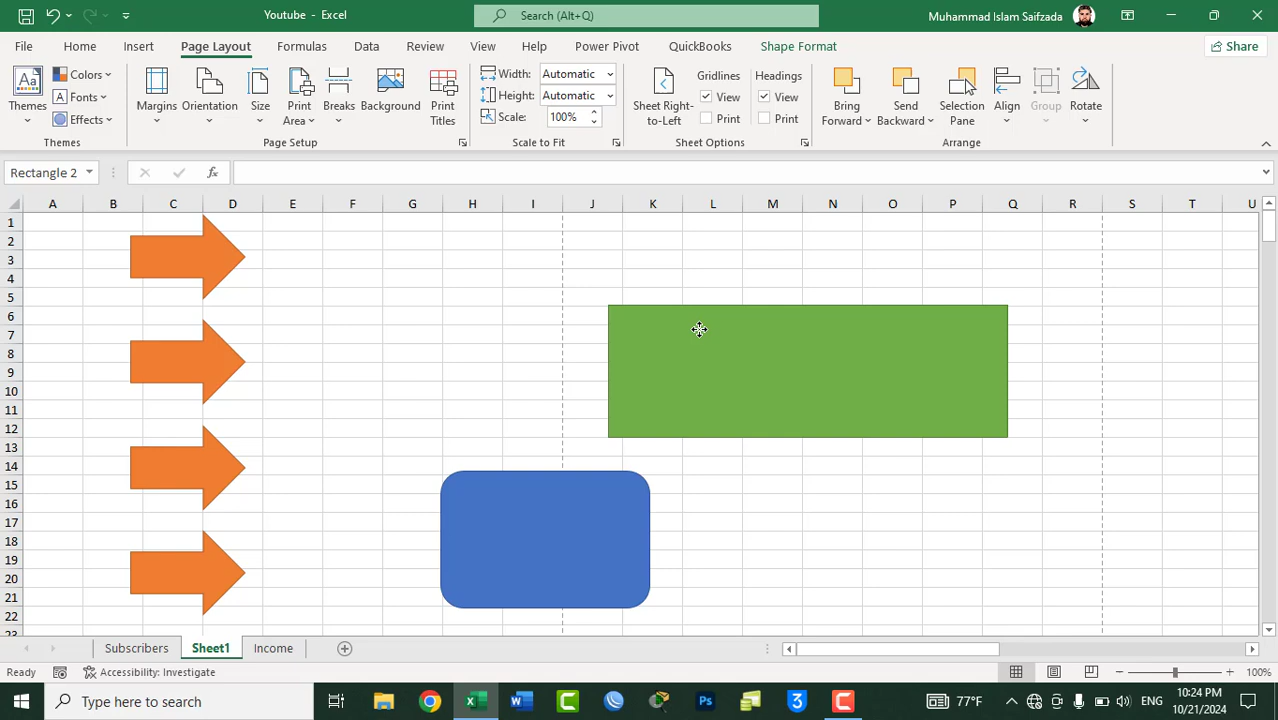 Youtube - Excel
Search (Alt+Q)
Muhammad Islam Saifzada
File Home Insert Page Layout Formulas Data Review View Help Power Pivot QuickBooks Shape Format Share
Aa
Themes
Colors
Fonts
Effects
Themes
Margins
Orientation
Size
Print Area
Breaks
Background
Print Titles
Page Setup
Width: Automatic
Height: Automatic
Scale: 100%
Scale to Fit
Sheet Right-to-Left
Gridlines
View
Print
Headings
View
Print
Sheet Options
Bring Forward
Send Backward
Selection Pane
Align
Group
Rotate
Arrange
Rectangle 2
fx
A B C D E F G H I J K L M N O P Q R S T U
1
2
3
4
5
6
7
8
9
10
11
12
13
14
15
16
17
18
19
20
21
22
23
Subscribers Sheet1 Income
Ready Accessibility: Investigate 100%
Type here to search
Ps
3
77°F
ENG
10:24 PM
10/21/2024